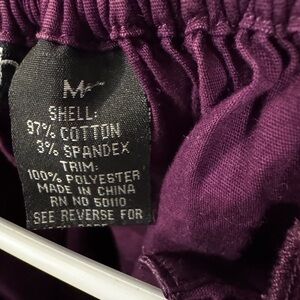 M
SHELL:
97% COTTON
3% SPANDEX
TRIM:
100% POLYESTER
MADE IN CHINA
RN NO 50110
SEE REVERSE FOR